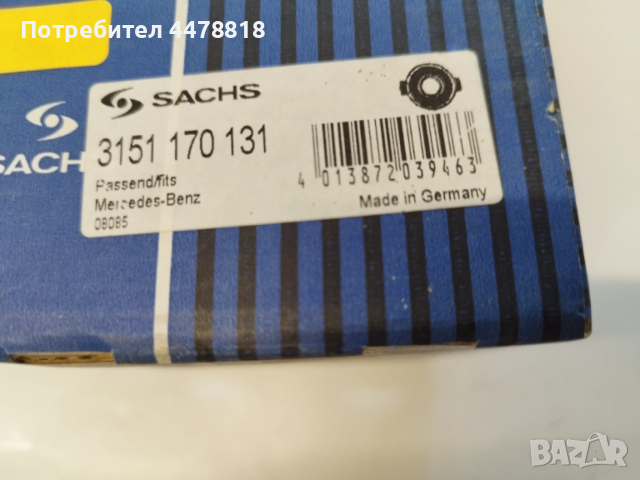 Потребител 4478818
SACHS
SACHS
3151 170 131
Passend/fits
Mercedes-Benz
08085
4 013872 039463
Made in Germany
BAZAR